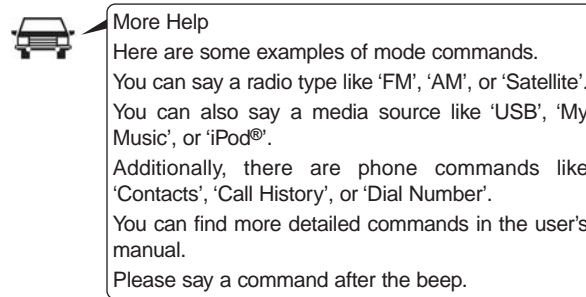 More Help
Here are some examples of mode commands.
You can say a radio type like ‘FM’, ‘AM’, or ‘Satellite’.
You can also say a media source like ‘USB’, ‘My
Music’, or ‘iPod®’.
Additionally, there are phone commands like
‘Contacts’, ‘Call History’, or ‘Dial Number’.
You can find more detailed commands in the user’s
manual.
Please say a command after the beep.